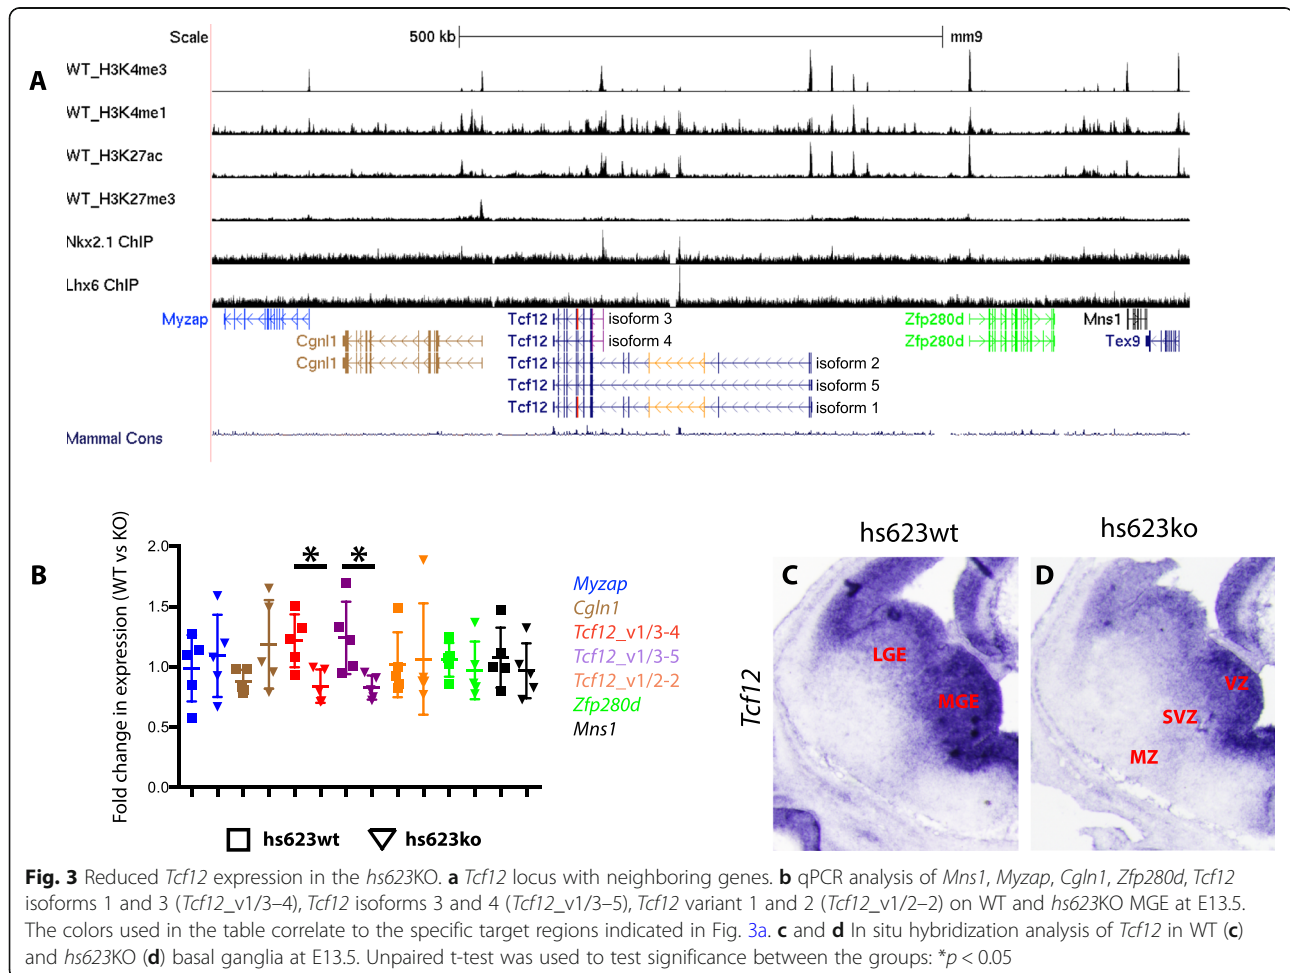 Scale 500 kb mm9
A
WT_H3K4me3
WT_H3K4me1
WT_H3K27ac
WT_H3K27me3
Nkx2.1 ChIP
Lhx6 ChIP
Myzap Tcf12 isoform 3 Zfp280d Mns1
Cgnl1 Tcf12 isoform 4 Zfp280d Tex9
Cgnl1 Tcf12 isoform 2
Tcf12 isoform 5
Tcf12 isoform 1
Mammal Cons
B
Fold change in expression (WT vs KO)
2.0
1.5
1.0
0.5
0.0
* *
Myzap
Cgln1
Tcf12_v1/3-4
Tcf12_v1/3-5
Tcf12_v1/2-2
Zfp280d
Mns1
hs623wt hs623ko
hs623wt hs623ko
C D
Tcf12
LGE
MGE
VZ
SVZ
MZ
Fig. 3 Reduced Tcf12 expression in the hs623KO. a Tcf12 locus with neighboring genes. b qPCR analysis of Mns1, Myzap, Cgln1, Zfp280d, Tcf12
isoforms 1 and 3 (Tcf12_v1/3–4), Tcf12 isoforms 3 and 4 (Tcf12_v1/3–5), Tcf12 variant 1 and 2 (Tcf12_v1/2–2) on WT and hs623KO MGE at E13.5.
The colors used in the table correlate to the specific target regions indicated in Fig. 3a. c and d In situ hybridization analysis of Tcf12 in WT (c)
and hs623KO (d) basal ganglia at E13.5. Unpaired t-test was used to test significance between the groups: *p < 0.05